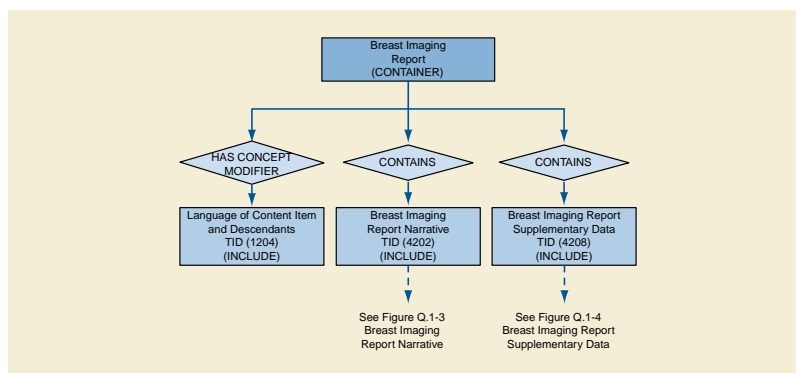 Breast Imaging
Report
(CONTAINER)
HAS CONCEPT
MODIFIER
CONTAINS
CONTAINS
Language of Content Item
and Descendants
TID (1204)
(INCLUDE)
Breast Imaging
Report Narrative
TID (4202)
(INCLUDE)
Breast Imaging Report
Supplementary Data
TID (4208)
(INCLUDE)
See Figure Q.1-3
Breast Imaging
Report Narrative
See Figure Q.1-4
Breast Imaging Report
Supplementary Data